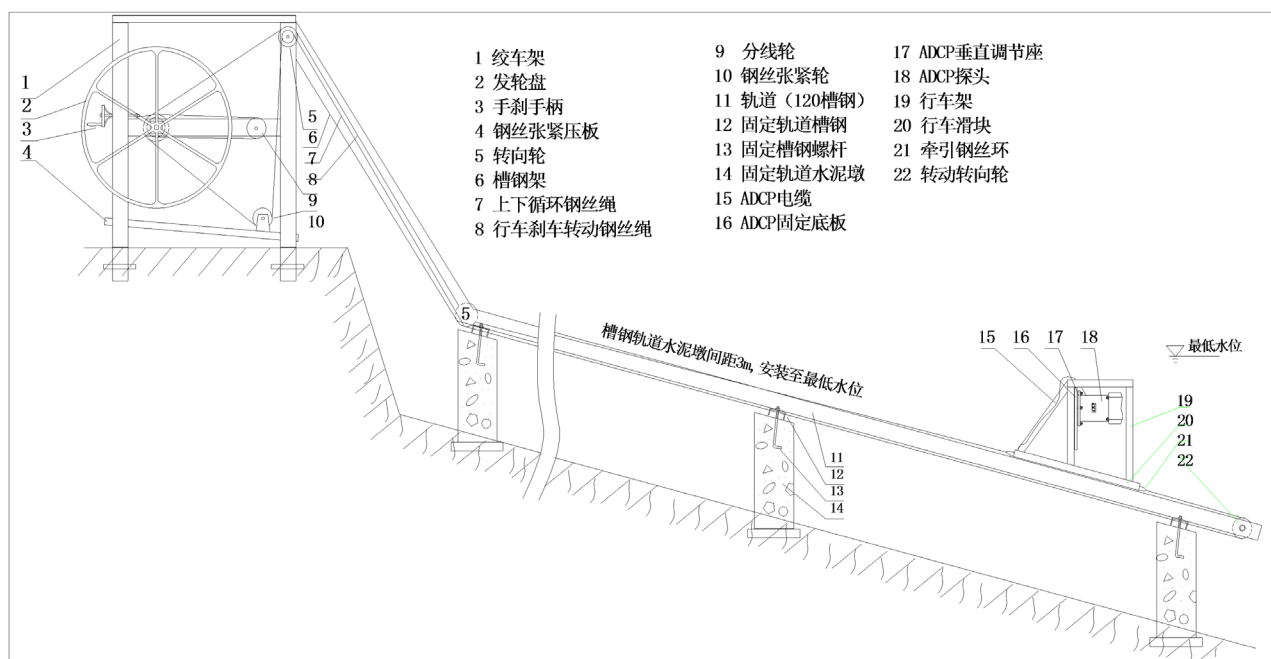 1 绞车架
2 发轮盘
3 手刹手柄
4 钢丝张紧压板
5 转向轮
6 槽钢架
7 上下循环钢丝绳
8 行车刹车转动钢丝绳
9 分线轮
10 钢丝张紧轮
11 轨道（120槽钢）
12 固定轨道槽钢
13 固定槽钢螺杆
14 固定轨道水泥墩
15 ADCP电缆
16 ADCP固定底板
17 ADCP垂直调节座
18 ADCP探头
19 行车架
20 行车滑块
21 牵引钢丝环
22 转动转向轮
1
2
3
4
5
6
7
8
9
10
5
槽钢轨道水泥墩间距3m, 安装至最低水位
15
16
17
18
最低水位
19
20
21
22
11
12
13
14